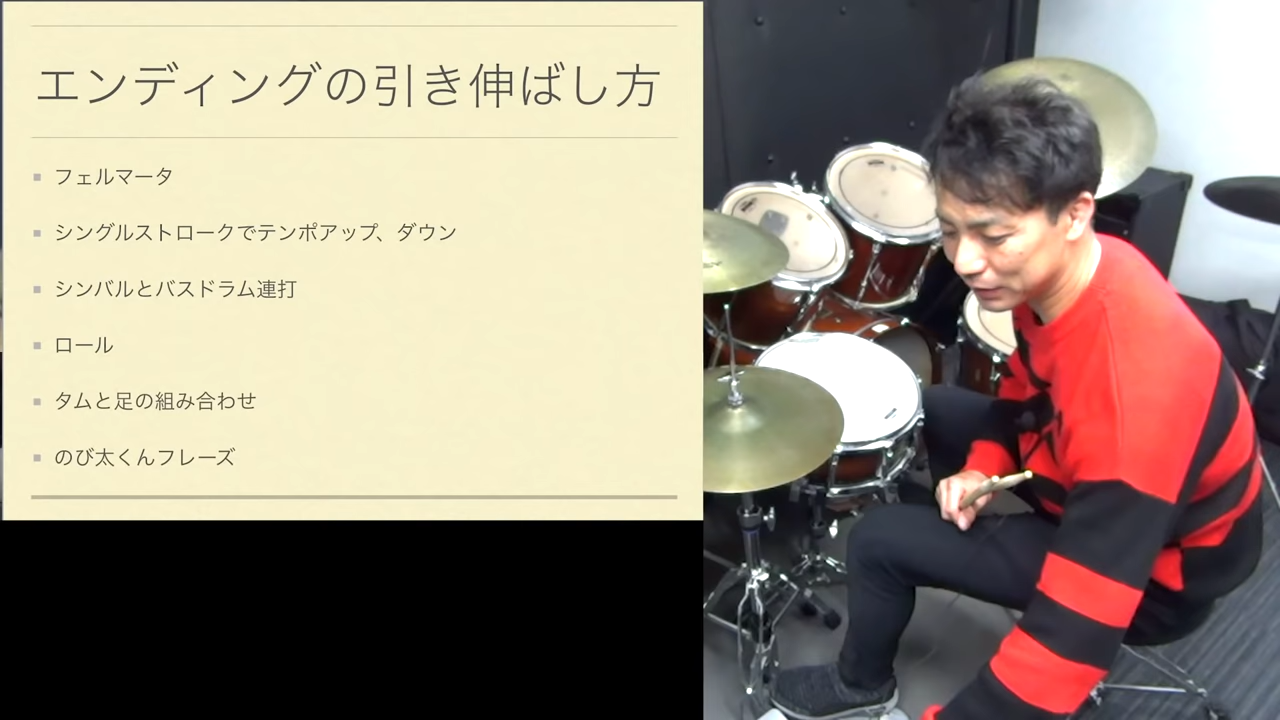 エンディングの引き伸ばし方
フェルマータ
シングルストロークでテンポアップ、ダウン
シンバルとバスドラム連打
ロール
タムと足の組み合わせ
のび太くんフレーズ